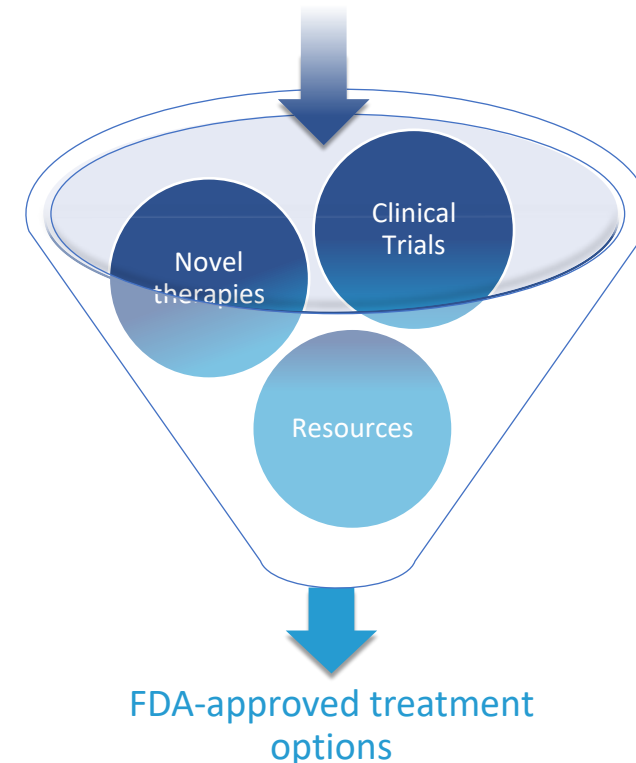 Clinical
Trials
Novel
therapies
Resources
FDA-approved treatment
options